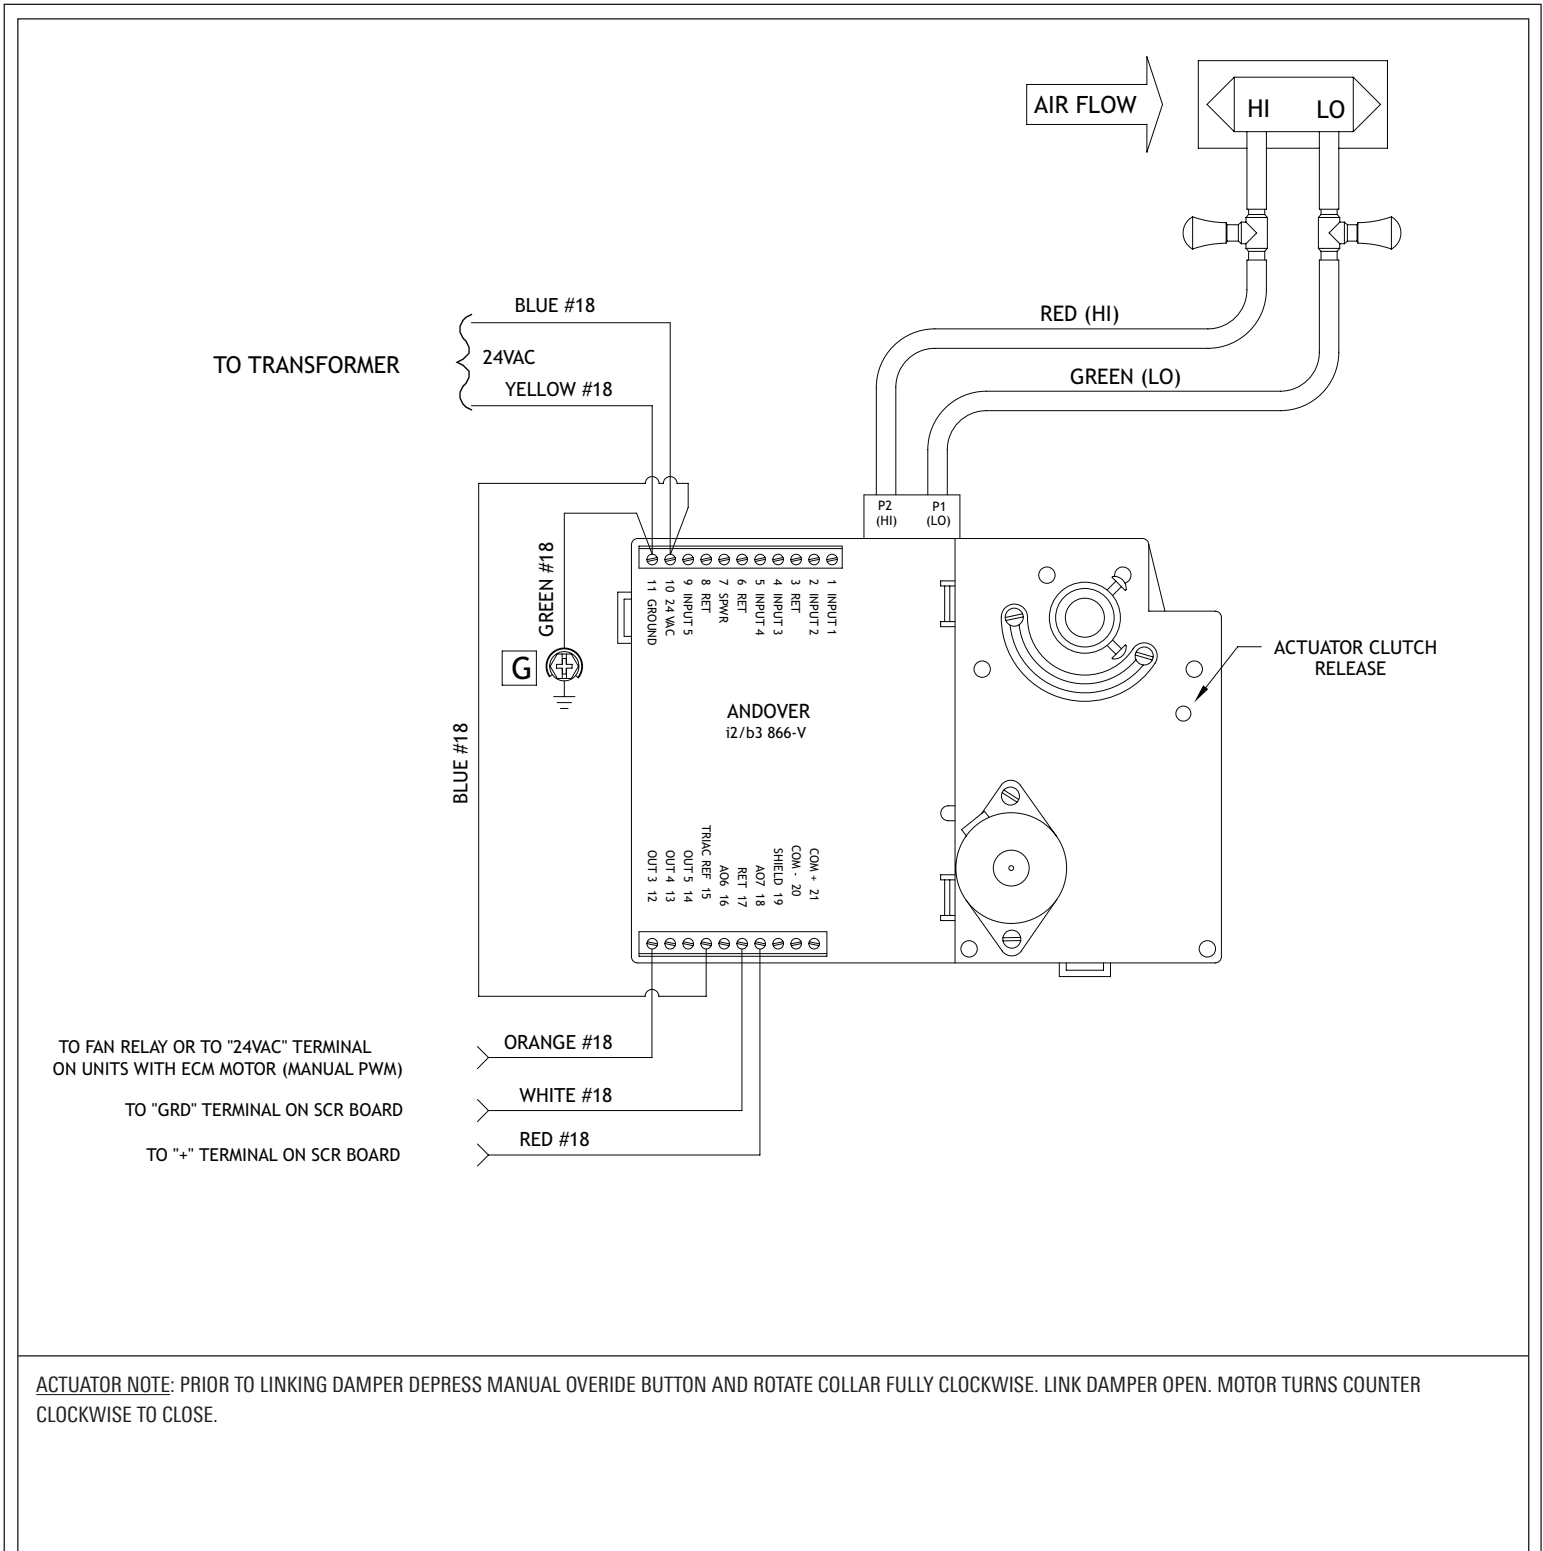 AIR FLOW
HI
LO
BLUE #18
TO TRANSFORMER
24VAC
YELLOW #18
RED (HI)
GREEN (LO)
P2
(HI)
P1
(LO)
GREEN #18
G
11 GROUND
10 24 VAC
9 INPUT 5
8 RET
7 SPWR
6 RET
5 INPUT 4
4 INPUT 3
3 RET
2 INPUT 2
1 INPUT 1
ACTUATOR CLUTCH
RELEASE
ANDOVER
i2/b3 866-V
BLUE #18
OUT 3 12
OUT 4 13
OUT 5 14
TRIAC REF 15
AO6 16
RET 17
AO7 18
SHIELD 19
COM - 20
COM + 21
TO FAN RELAY OR TO "24VAC" TERMINAL
ON UNITS WITH ECM MOTOR (MANUAL PWM)
ORANGE #18
TO "GRD" TERMINAL ON SCR BOARD
WHITE #18
TO "+" TERMINAL ON SCR BOARD
RED #18
ACTUATOR NOTE: PRIOR TO LINKING DAMPER DEPRESS MANUAL OVERIDE BUTTON AND ROTATE COLLAR FULLY CLOCKWISE. LINK DAMPER OPEN. MOTOR TURNS COUNTER
CLOCKWISE TO CLOSE.